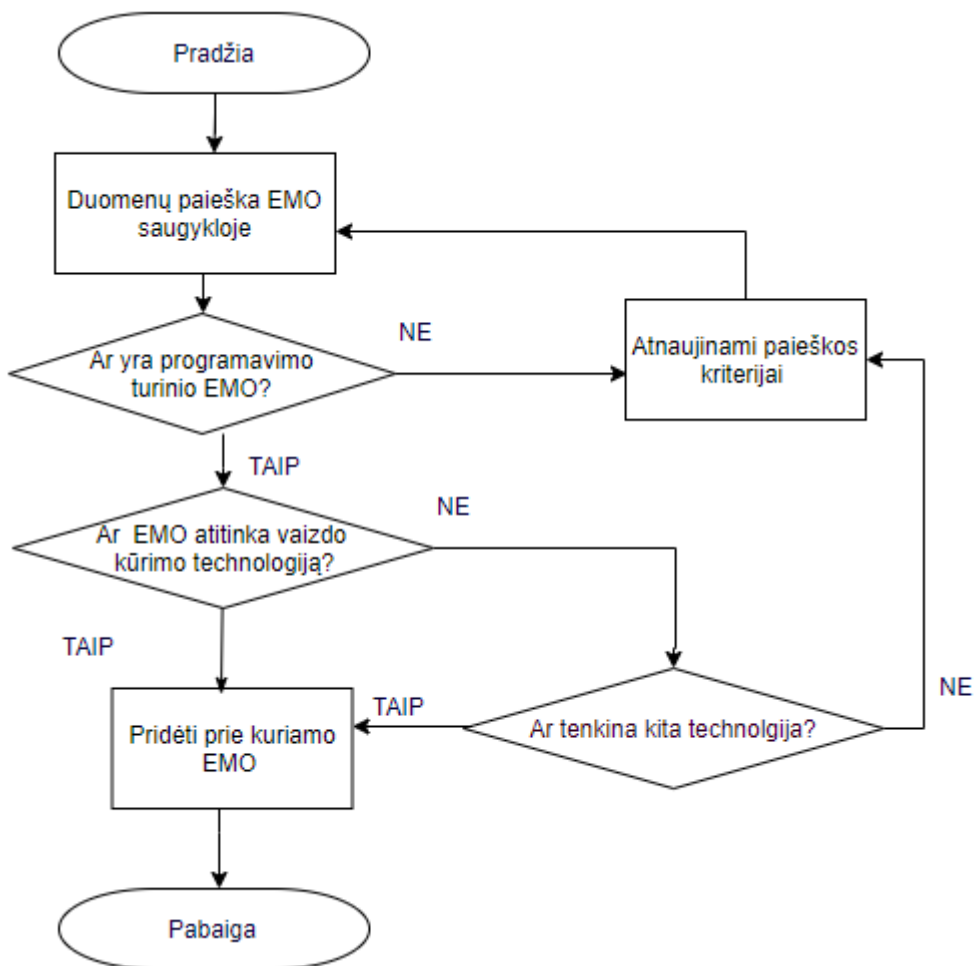 Pradžia
Duomenų paieška EMO
saugykloje
NE
Ar yra programavimo
turinio EMO?
Atnaujinami paieškos
kriterijai
TAIP
NE
Ar EMO atitinka vaizdo
kūrimo technologiją?
TAIP
NE
TAIP
Pridėti prie kuriamo
EMO
Ar tenkina kita technolgija?
Pabaiga